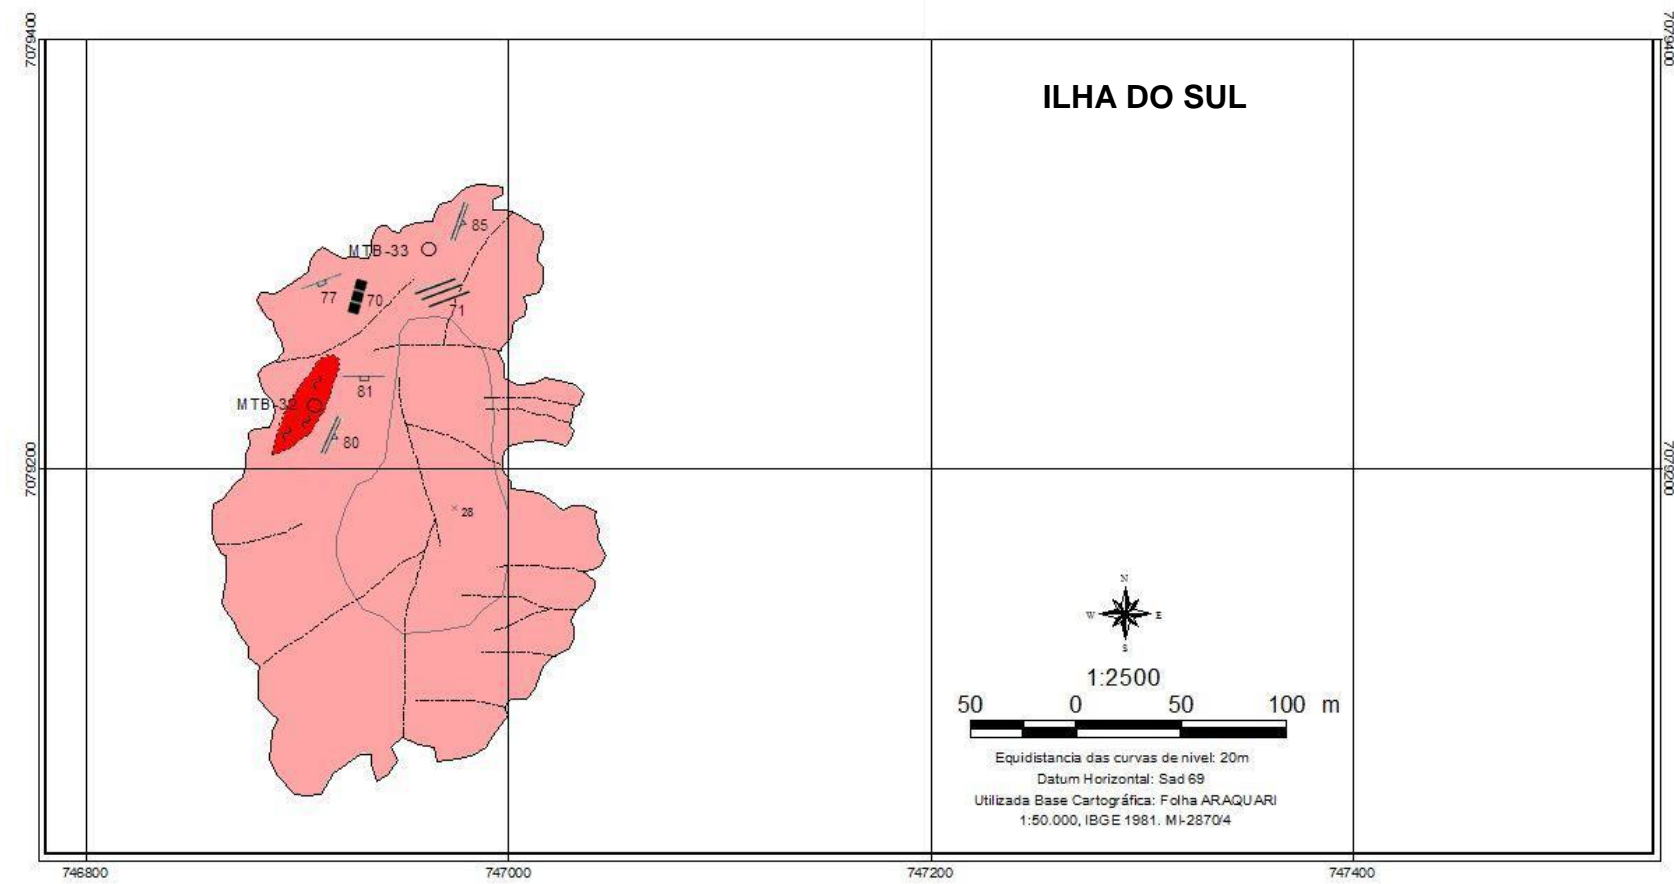 7079400
7079400
ILHA DO SUL
85
MTB-33
77
70
71
81
MTB-32
80
7079200
7079200
28
N
W
E
S
1:2500
50 0 50 100 m
Equidistancia das curvas de nivel: 20m
Datum Horizontal: Sad 69
Utilizada Base Cartográfica: Folha ARAQUARI
1:50.000, IBGE 1981. MI-2870/4
746800
747000
747200
747400